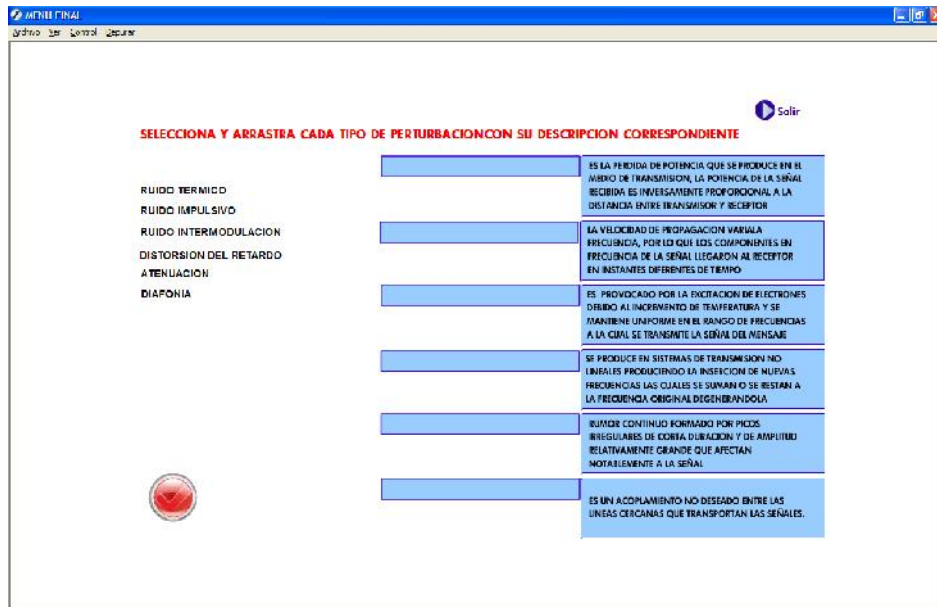 MENU FINAL
Archivo Ver Control Depurar
Salir
SELECCIONA Y ARRASTRA CADA TIPO DE PERTURBACIONCON SU DESCRIPCION CORRESPONDIENTE
RUIDO TERMICO
RUIDO IMPULSIVO
RUIDO INTERMODULACION
DISTORSION DEL RETARDO
ATENUACION
DIAFONIA
ES LA PERDIDA DE POTENCIA QUE SE PRODUCE EN EL
MEDIO DE TRANSMISION, LA POTENCIA DE LA SEÑAL
RECIBIDA ES INVERSAMENTE PROPORCIONAL A LA
DISTANCIA ENTRE TRANSMISOR Y RECEPTOR
LA VELOCIDAD DE PROPAGACION VARIALA
FRECUENCIA, POR LO QUE LOS COMPONENTES EN
FRECUENCIA DE LA SEÑAL LLEGARON AL RECEPTOR
EN INSTANTES DIFERENTES DE TIEMPO
ES PROVOCADO POR LA EXCITACION DE ELECTRONES
DEBIDO AL INCREMENTO DE TEMPERATURA Y SE
MANTIENE UNIFORME EN EL RANGO DE FRECUENCIAS
A LA CUAL SE TRANSMITE LA SEÑAL DEL MENSAJE
SE PRODUCE EN SISTEMAS DE TRANSMISION NO
LINEALES PRODUCIENDO LA INSERCION DE NUEVAS
FRECUENCIAS LAS CUALES SE SUMAN O SE RESTAN A
LA FRECUENCIA ORIGINAL DEGENERANDOLA
RUMOR CONTINUO FORMADO POR PICOS
IRREGULARES DE CORTA DURACION Y DE AMPLITUD
RELATIVAMENTE GRANDE QUE AFECTAN
NOTABLEMENTE A LA SEÑAL
ES UN ACOPLAMIENTO NO DESEADO ENTRE LAS
LINEAS CERCANAS QUE TRANSPORTAN LAS SEÑALES.